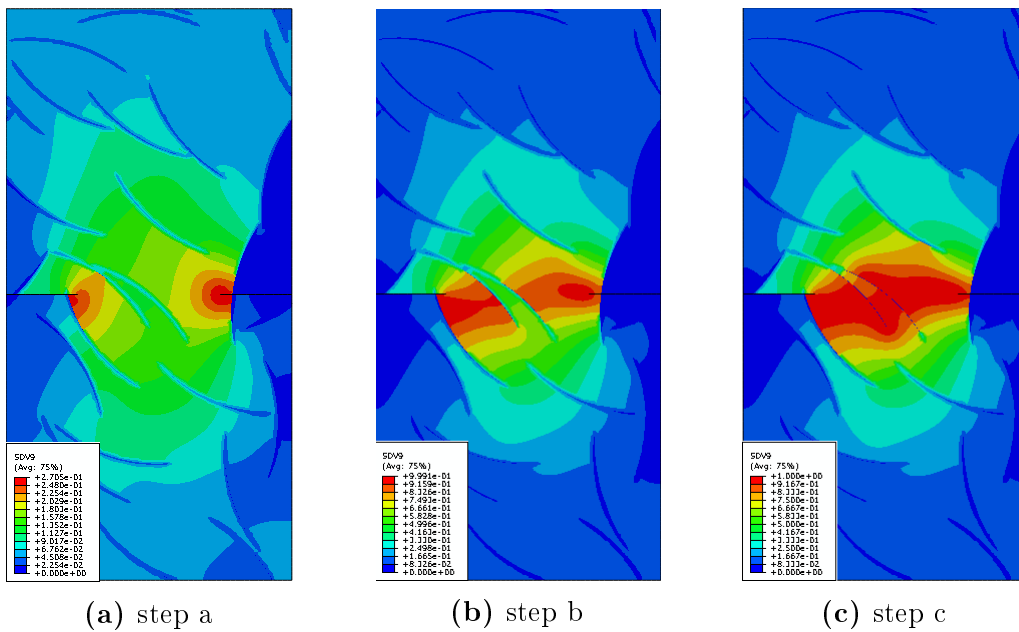 SDV9
(Avg: 75%)
+2.705e-01
+2.480e-01
+2.254e-01
+2.029e-01
+1.803e-01
+1.578e-01
+1.352e-01
+1.127e-01
+9.017e-02
+6.762e-02
+4.508e-02
+2.254e-02
+0.000e+00
SDV9
(Avg: 75%)
+9.991e-01
+9.159e-01
+8.326e-01
+7.493e-01
+6.661e-01
+5.828e-01
+4.996e-01
+4.163e-01
+3.330e-01
+2.498e-01
+1.665e-01
+8.326e-02
+0.000e+00
SDV9
(Avg: 75%)
+1.000e+00
+9.167e-01
+8.333e-01
+7.500e-01
+6.667e-01
+5.833e-01
+5.000e-01
+4.167e-01
+3.333e-01
+2.500e-01
+1.667e-01
+8.333e-02
+0.000e+00
(a) step a
(b) step b
(c) step c